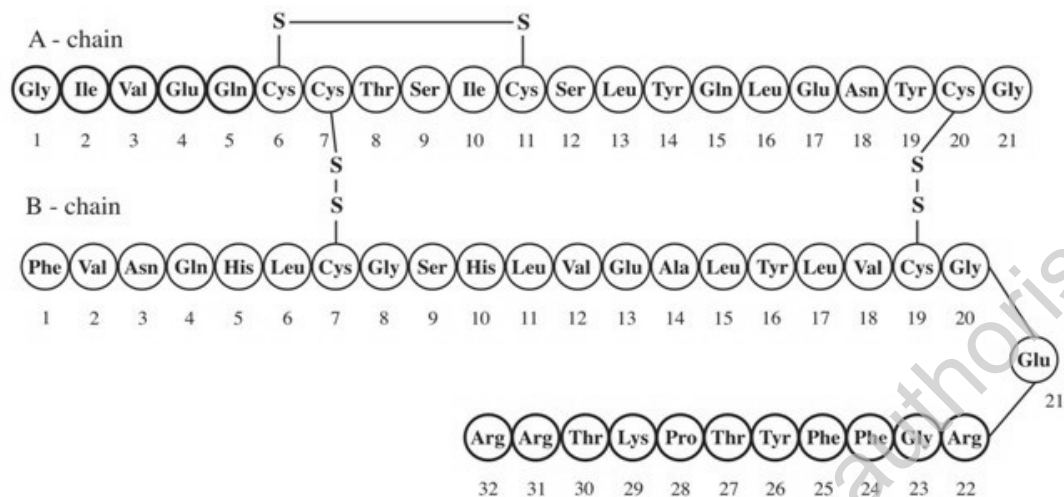 S S
A - chain
Gly Ile Val Glu Gln Cys Cys Thr Ser Ile Cys Ser Leu Tyr Gln Leu Glu Asn Tyr Cys Gly
1 2 3 4 5 6 7 8 9 10 11 12 13 14 15 16 17 18 19 20 21
S S
S S
B - chain
Phe Val Asn Gln His Leu Cys Gly Ser His Leu Val Glu Ala Leu Tyr Leu Val Cys Gly
1 2 3 4 5 6 7 8 9 10 11 12 13 14 15 16 17 18 19 20
Glu
21
Arg Arg Thr Lys Pro Thr Tyr Phe Phe Gly Arg
32 31 30 29 28 27 26 25 24 23 22
authoris